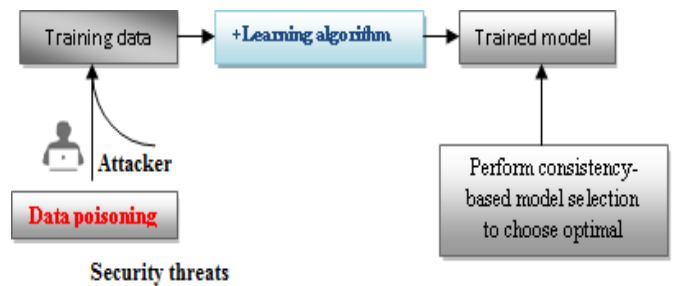 Training data
+Learning algorithm
Trained model
Attacker
Data poisoning
Perform consistency-
based model selection
to choose optimal
Security threats